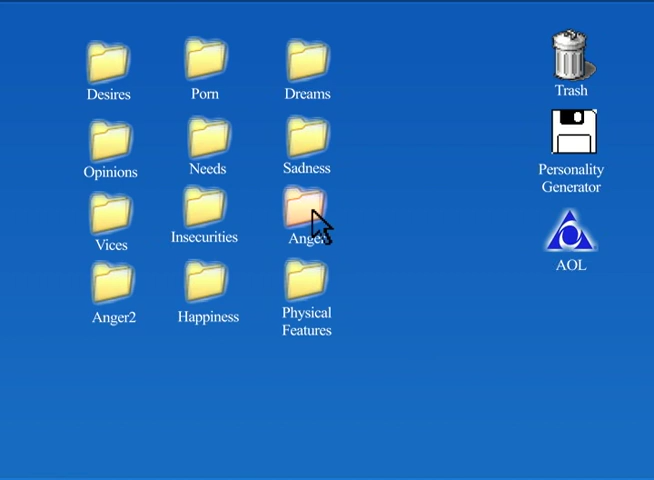 Desires
Porn
Dreams
Trash
Opinions
Needs
Sadness
Personality
Generator
Vices
Insecurities
Anger
AOL
Anger2
Happiness
Physical
Features